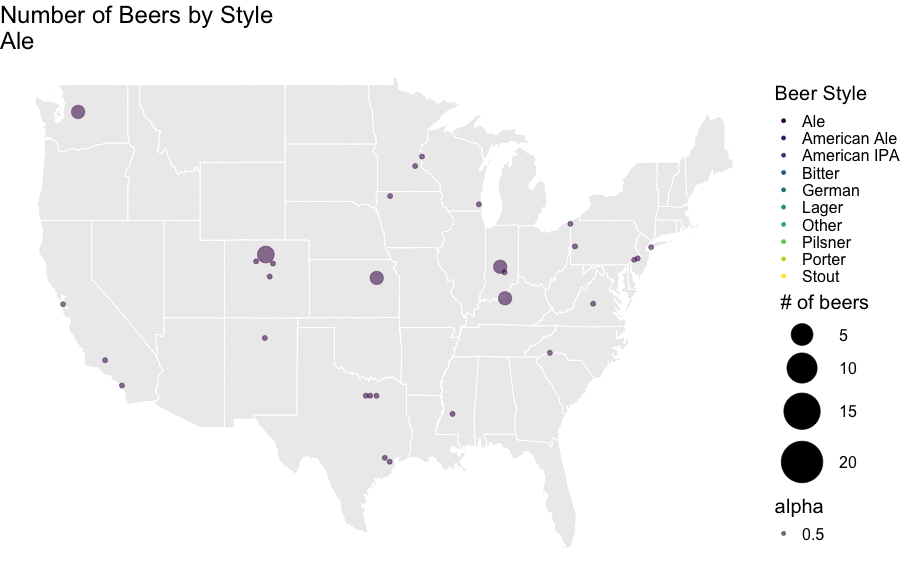 Number of Beers by Style
Ale
Beer Style
Ale
American Ale
American IPA
Bitter
German
Lager
Other
Pilsner
Porter
Stout
# of beers
5
10
15
20
alpha
0.5